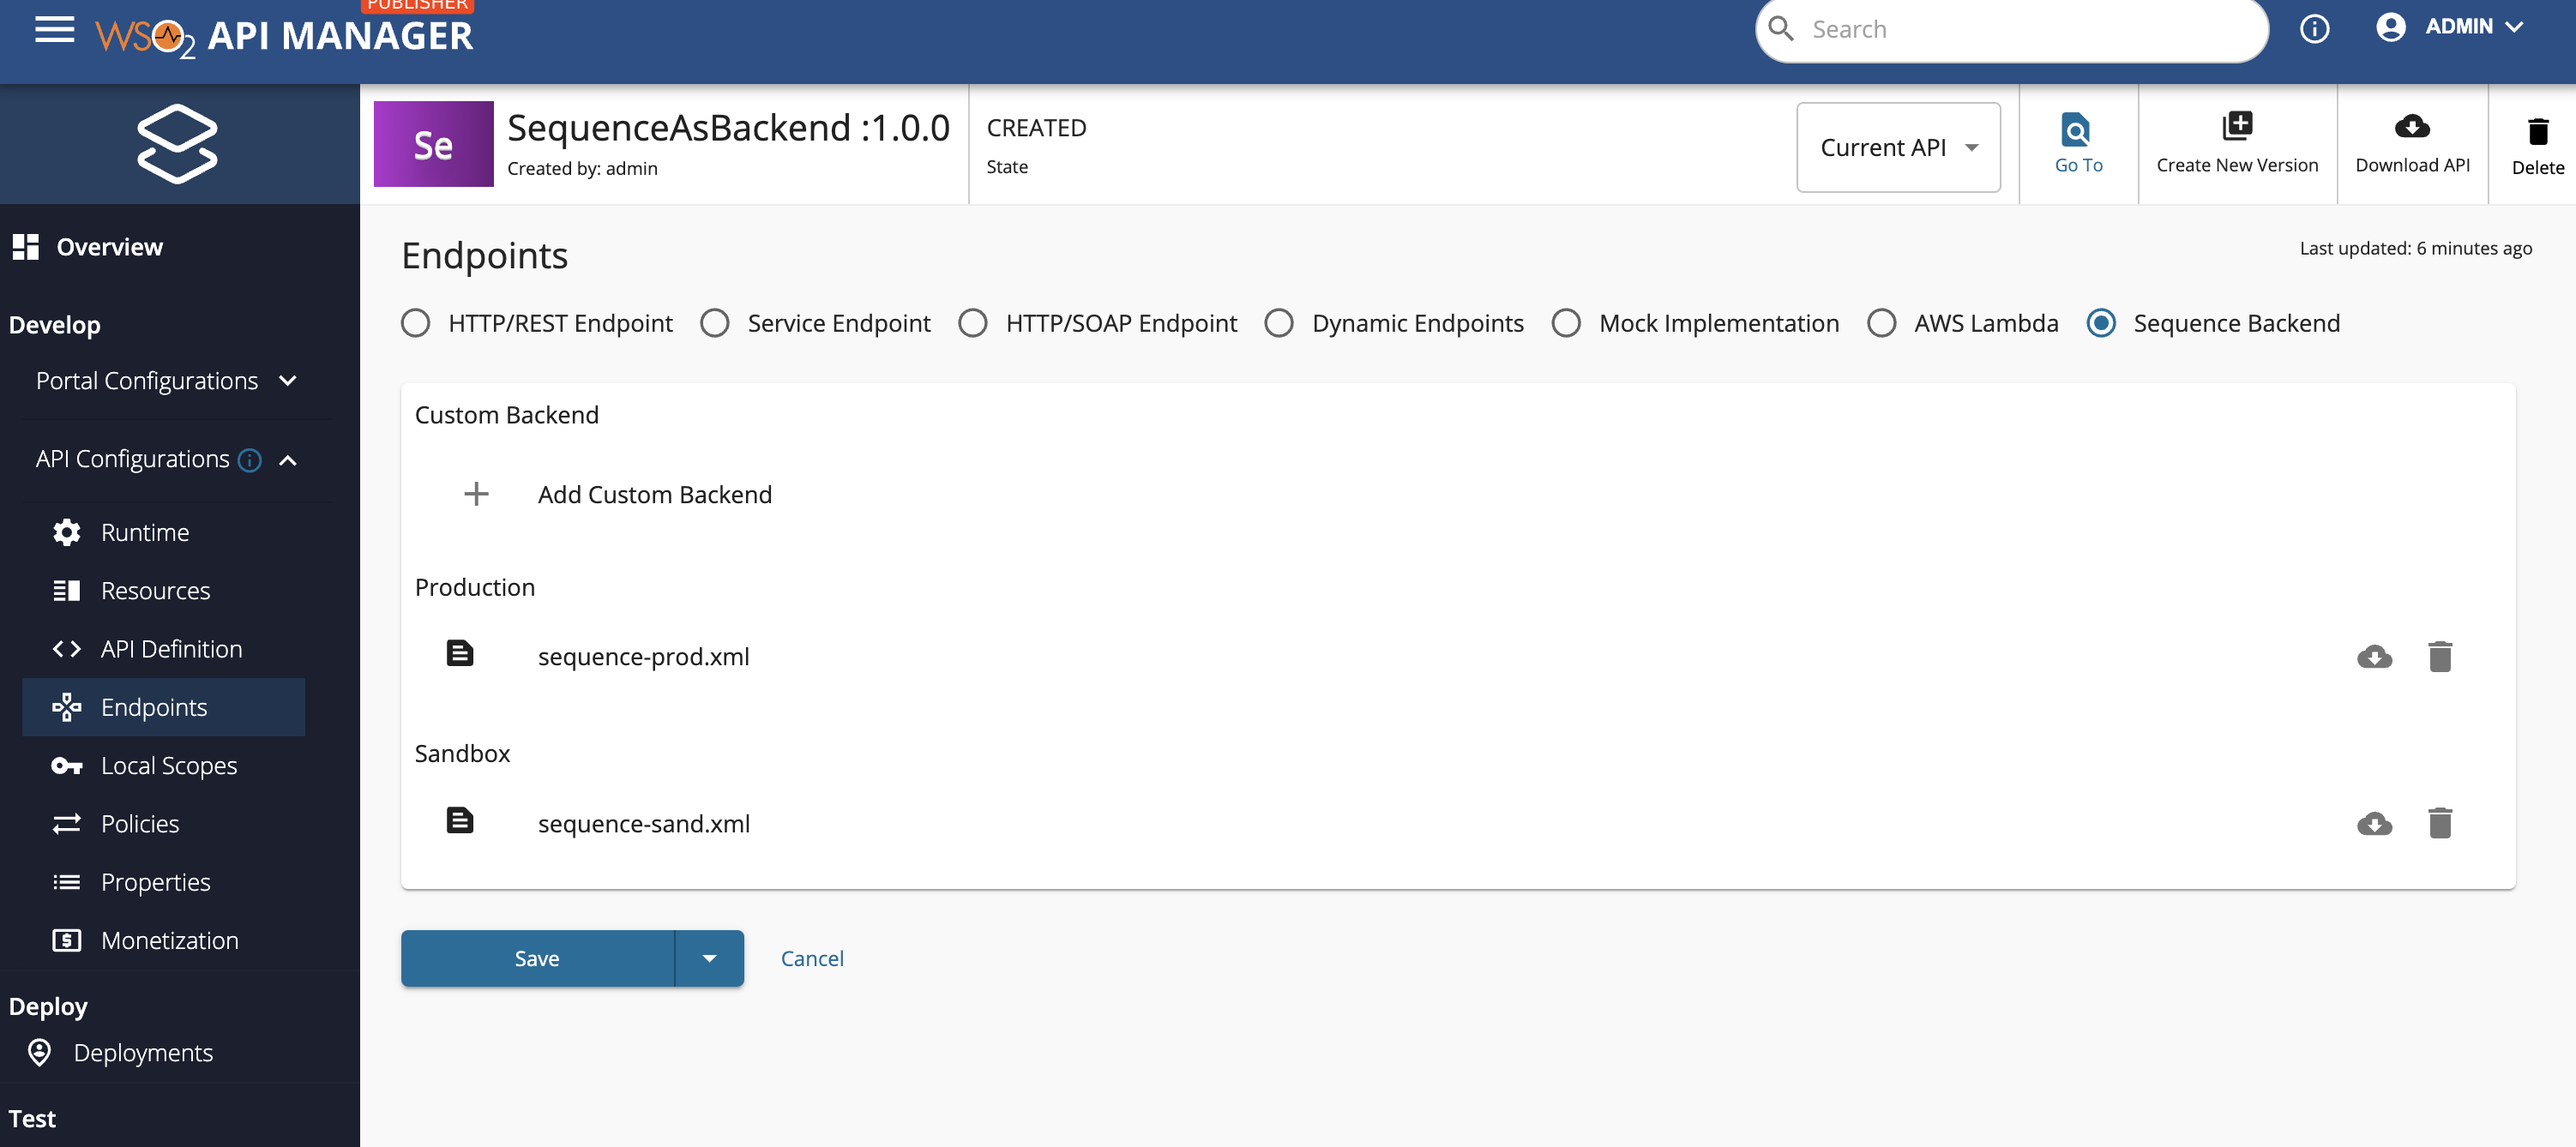 PUBLISHER
WSO2 API MANAGER
Search
ADMIN
Se
SequenceAsBackend :1.0.0
Created by: admin
CREATED
State
Current API
Go To
Create New Version
Download API
Delete
Overview
Develop
Portal Configurations
API Configurations
Runtime
Resources
API Definition
Endpoints
Local Scopes
Policies
Properties
Monetization
Deploy
Deployments
Test
Endpoints
Last updated: 6 minutes ago
HTTP/REST Endpoint
Service Endpoint
HTTP/SOAP Endpoint
Dynamic Endpoints
Mock Implementation
AWS Lambda
Sequence Backend
Custom Backend
Add Custom Backend
Production
sequence-prod.xml
Sandbox
sequence-sand.xml
Save
Cancel